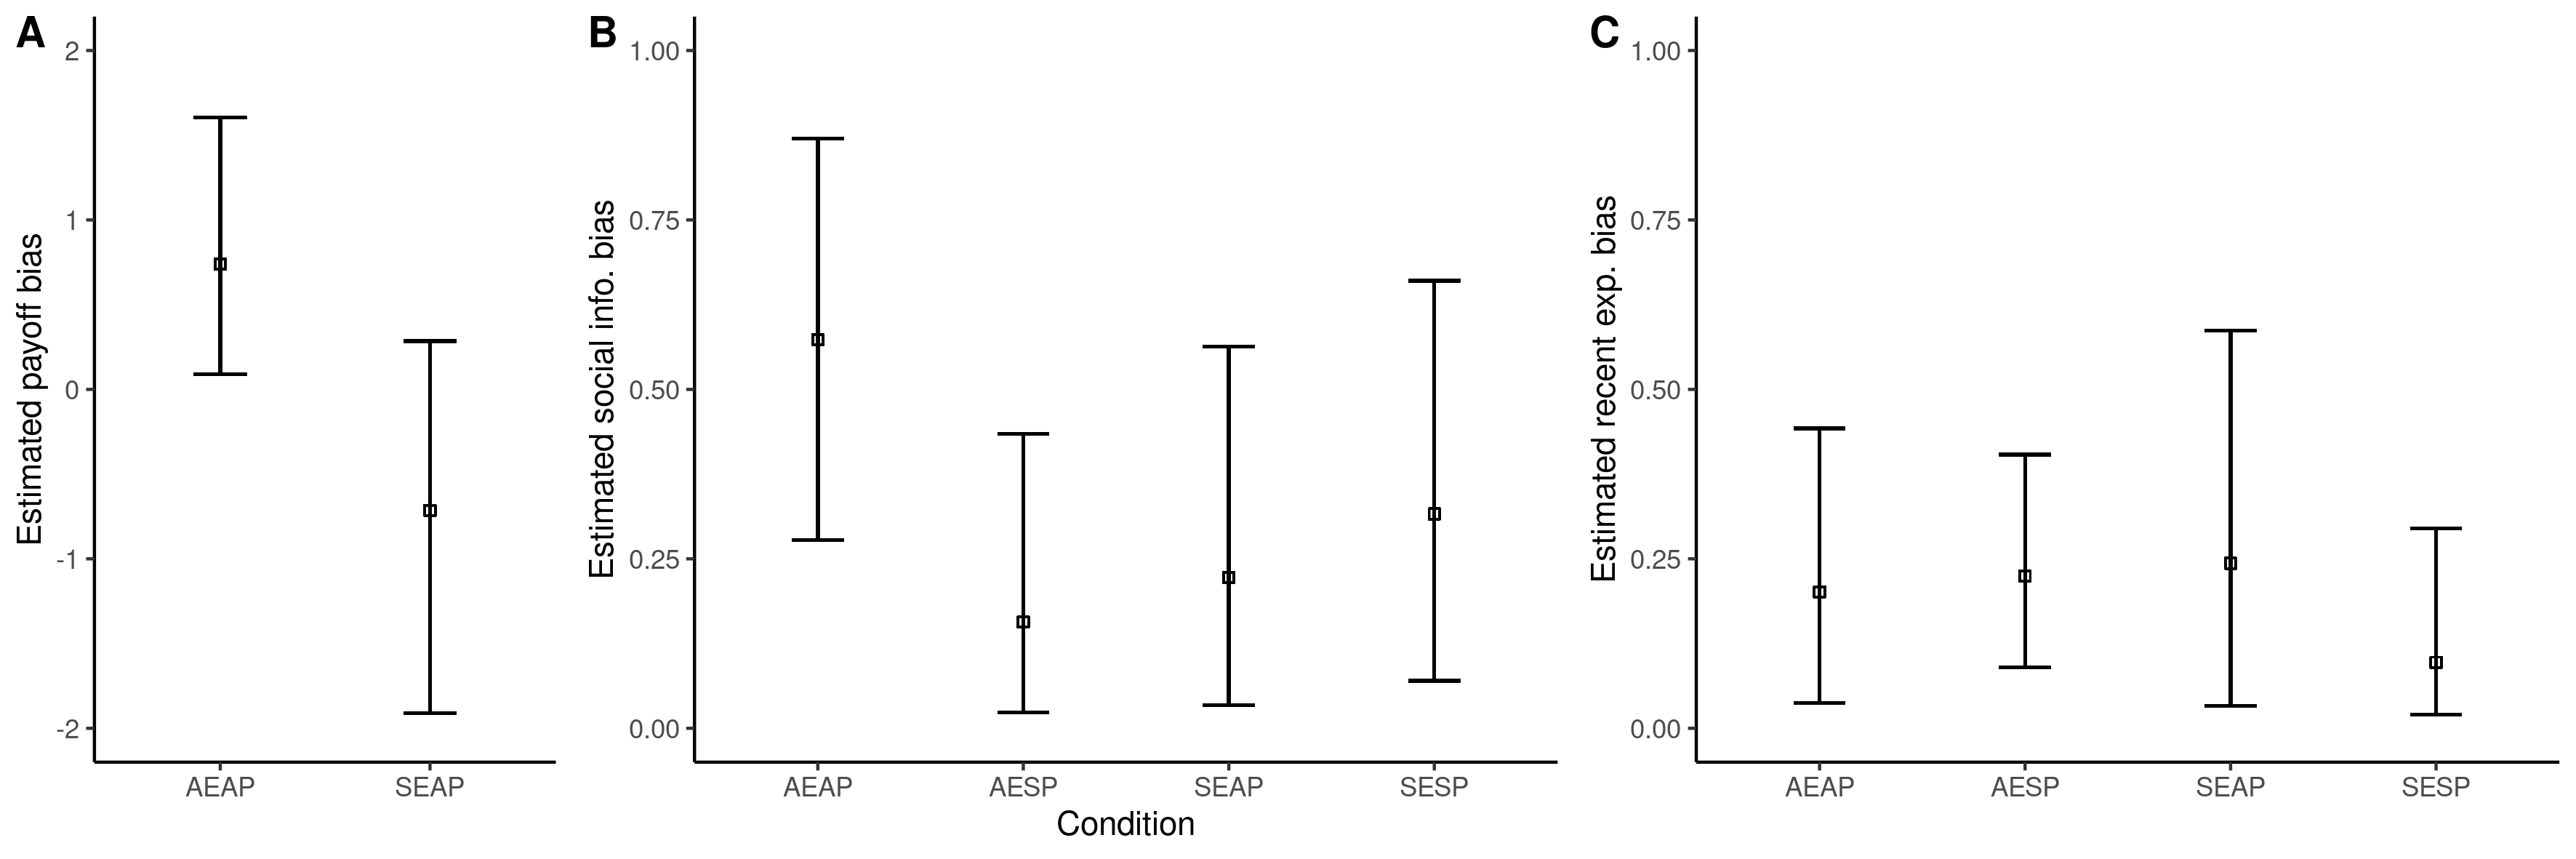 A
Estimated payoff bias
2
1
0
-1
-2
AEAP SEAP
B
Estimated social info. bias
1.00
0.75
0.50
0.25
0.00
AEAP AESP SEAP SESP
Condition
C
Estimated recent exp. bias
1.00
0.75
0.50
0.25
0.00
AEAP AESP SEAP SESP